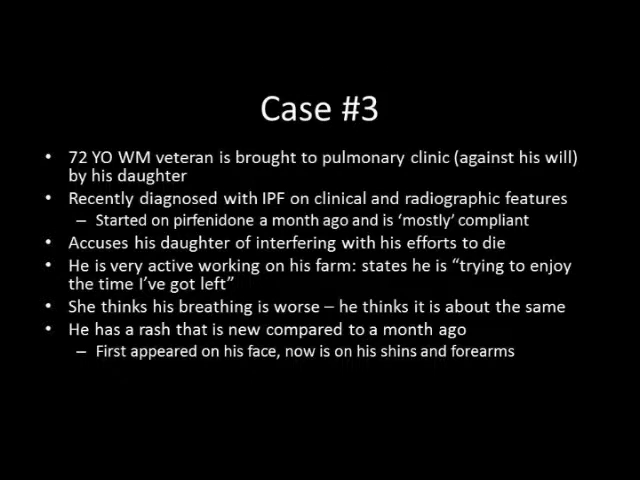 Case #3
• 72 YO WM veteran is brought to pulmonary clinic (against his will)
by his daughter
• Recently diagnosed with IPF on clinical and radiographic features
– Started on pirfenidone a month ago and is ‘mostly’ compliant
• Accuses his daughter of interfering with his efforts to die
• He is very active working on his farm: states he is “trying to enjoy
the time I’ve got left”
• She thinks his breathing is worse – he thinks it is about the same
• He has a rash that is new compared to a month ago
– First appeared on his face, now is on his shins and forearms